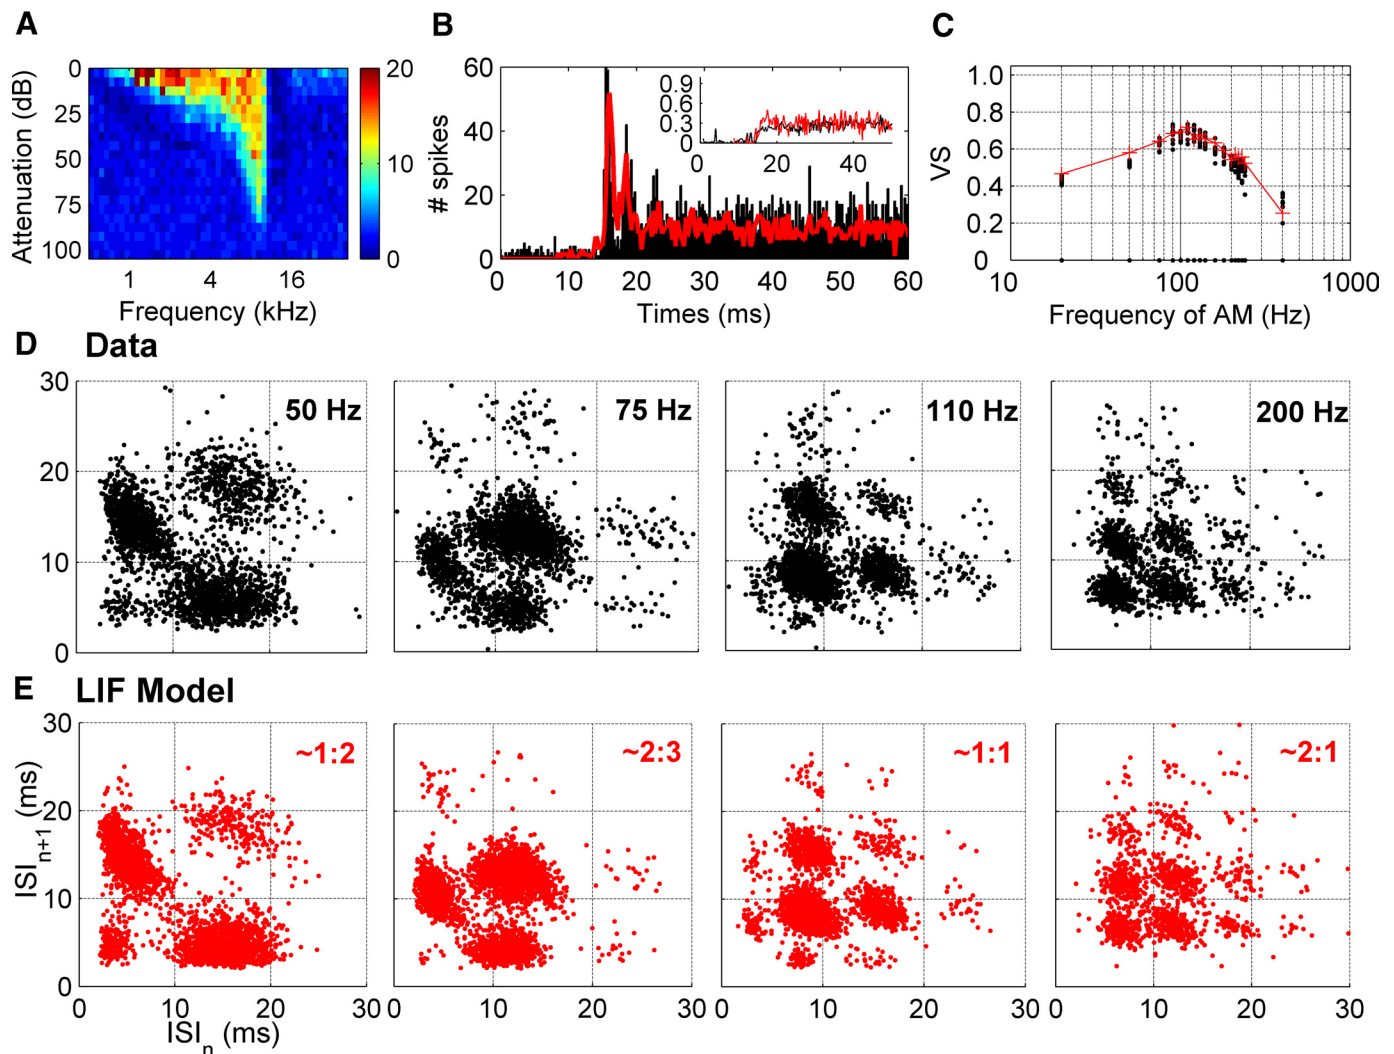 A
Attenuation (dB)
0
25
50
75
100
1 4 16
Frequency (kHz)
20
10
0
B
# spikes
60
40
20
0
0 10 20 30 40 50 60
Times (ms)
0.9
0.6
0.3
0 20 40
C
VS
1.0
0.8
0.6
0.4
0.2
0
10 100 1000
Frequency of AM (Hz)
D Data
30
20
10
0
50 Hz
75 Hz
110 Hz
200 Hz
E LIF Model
ISIn+1 (ms)
30
20
10
0
~1:2
~2:3
~1:1
~2:1
0 10 20 30
0 10 20 30
0 10 20 30
0 10 20 30
ISIn (ms)